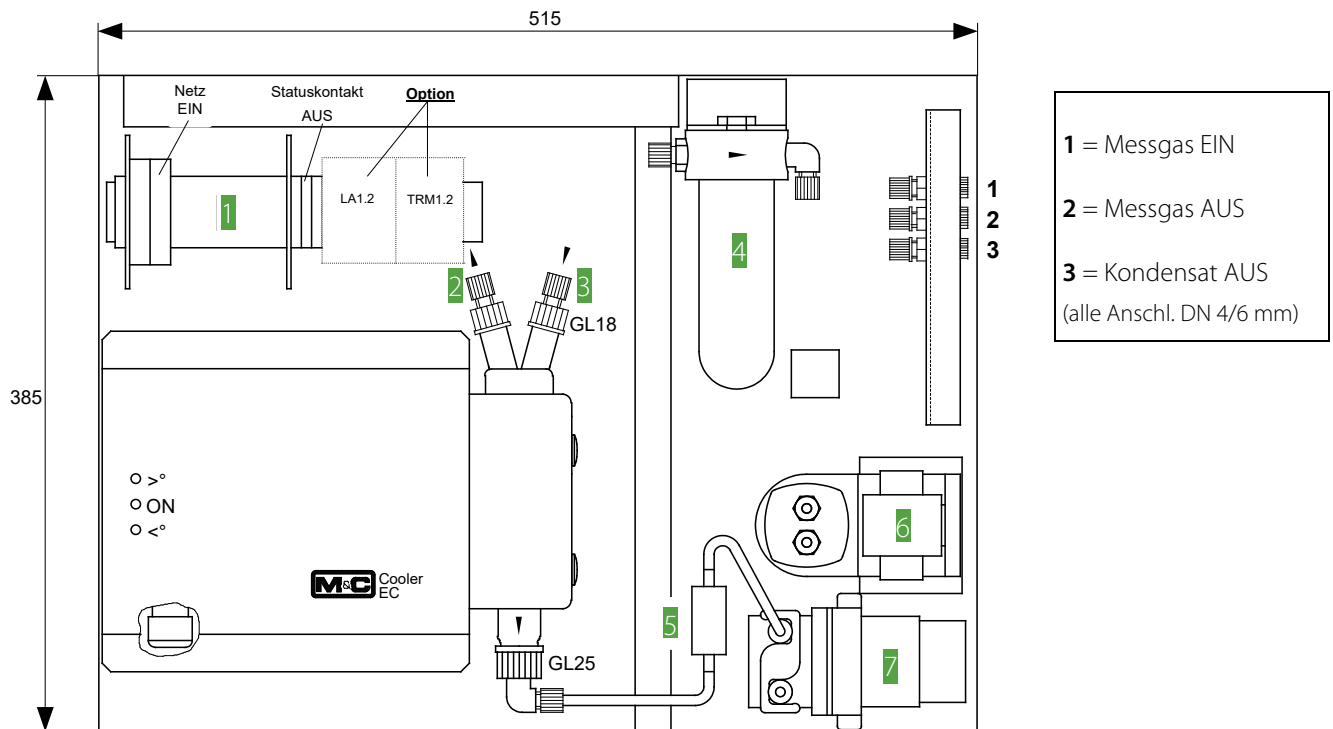 515
Netz
EIN
Statuskontakt
AUS
Option
LA1.2
TRM1.2
1
2
3
4
1
2
3
GL18
385
>°
ON
<°
M&C Cooler
EC
5
6
7
GL25
1 = Messgas EIN
2 = Messgas AUS
3 = Kondensat AUS
(alle Anschl. DN 4/6 mm)